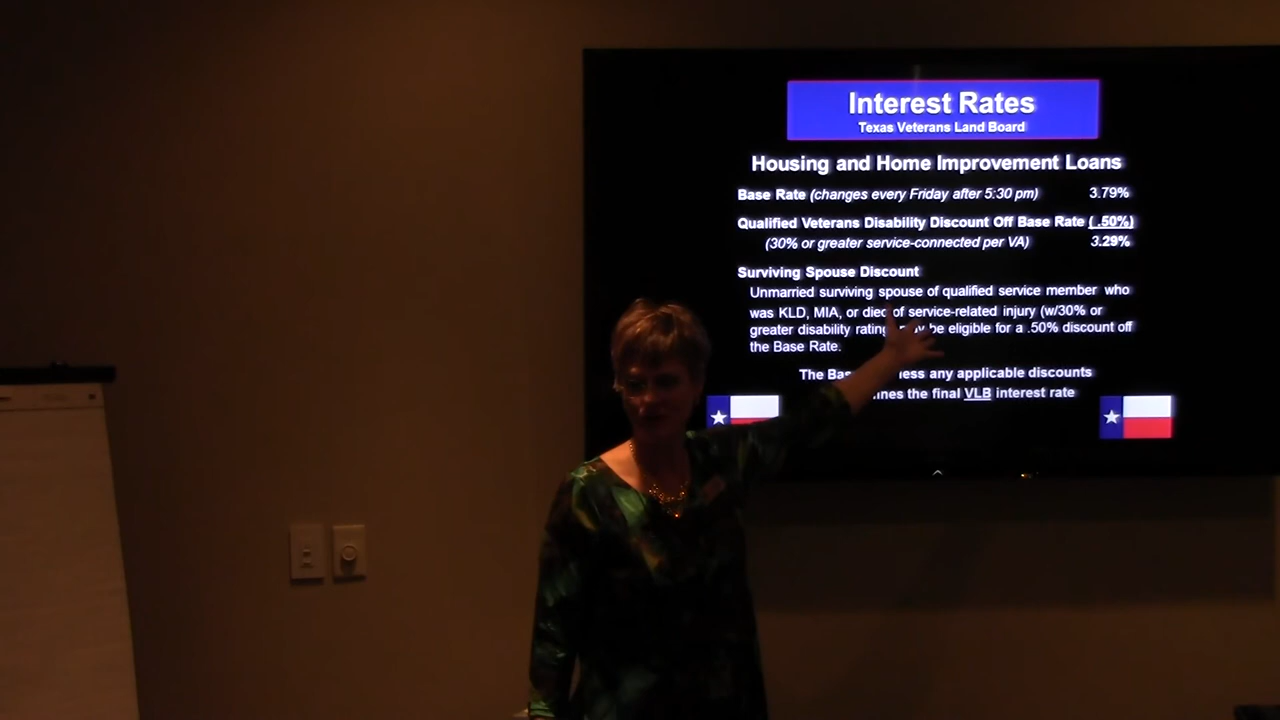 Interest Rates
Texas Veterans Land Board
Housing and Home Improvement Loans
Base Rate (changes every Friday after 5:30 pm) 3.79%
Qualified Veterans Disability Discount Off Base Rate ( .50%)
(30% or greater service-connected per VA) 3.29%
Surviving Spouse Discount
Unmarried surviving spouse of qualified service member who
was KLD, MIA, or died of service-related injury (w/30% or
greater disability rating may be eligible for a .50% discount off
the Base Rate.
The less any applicable discounts
the final VLB interest rate